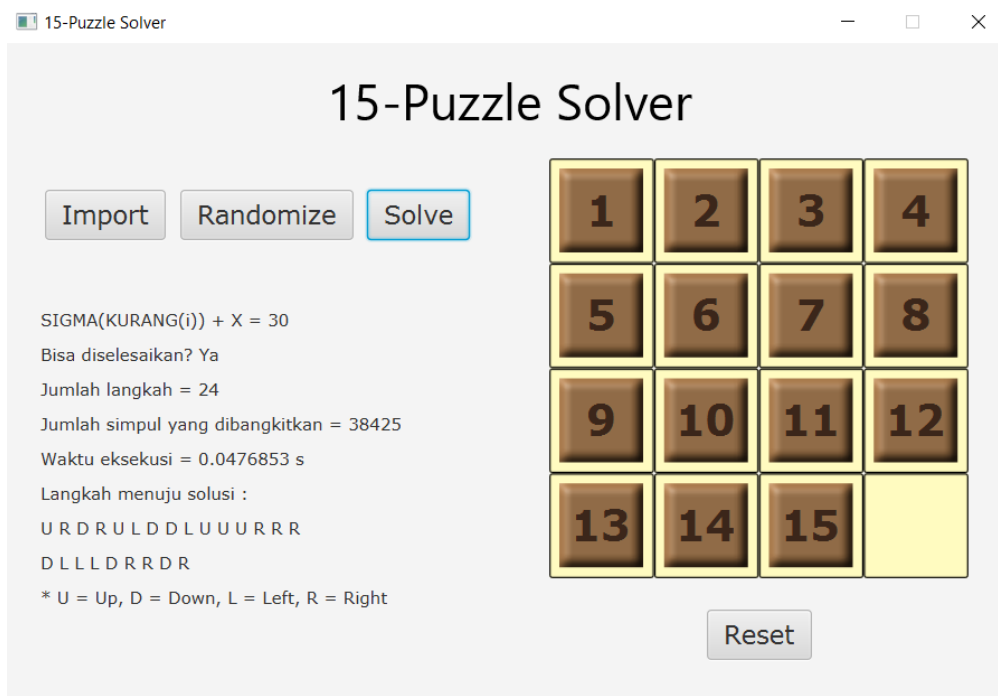 15-Puzzle Solver
15-Puzzle Solver
Import Randomize Solve
SIGMA(KURANG(i)) + X = 30
Bisa diselesaikan? Ya
Jumlah langkah = 24
Jumlah simpul yang dibangkitkan = 38425
Waktu eksekusi = 0.0476853 s
Langkah menuju solusi :
U R D R U L D D L U U U R R R
D L L L D R R D R
* U = Up, D = Down, L = Left, R = Right
1 2 3 4
5 6 7 8
9 10 11 12
13 14 15
Reset